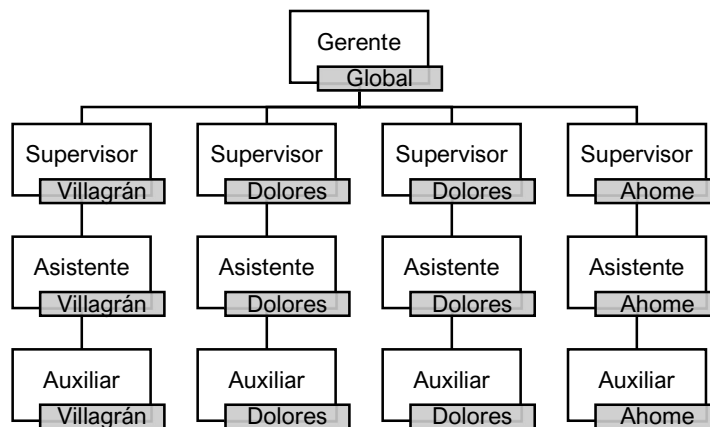 Gerente
Global
Supervisor
Villagrán
Supervisor
Dolores
Supervisor
Dolores
Supervisor
Ahome
Asistente
Villagrán
Asistente
Dolores
Asistente
Dolores
Asistente
Ahome
Auxiliar
Villagrán
Auxiliar
Dolores
Auxiliar
Dolores
Auxiliar
Ahome